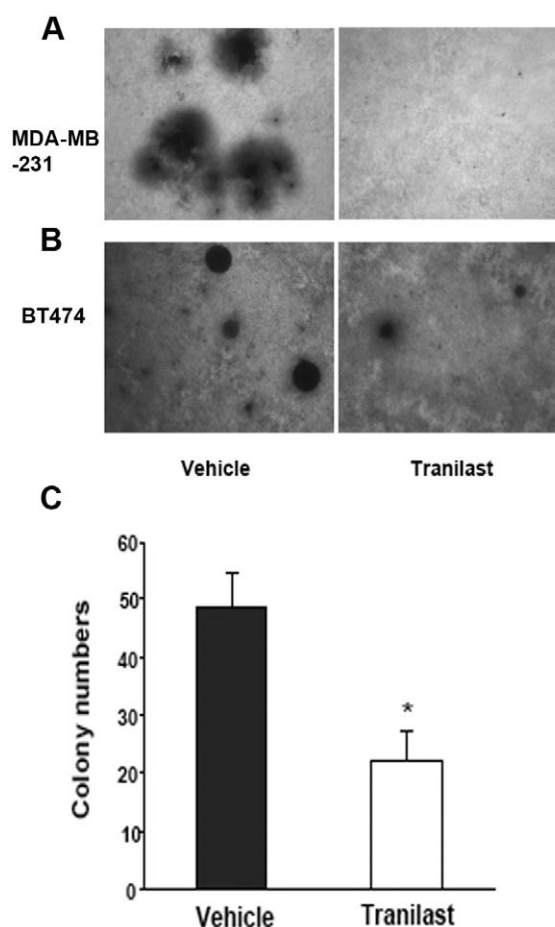 A
MDA-MB
-231
B
BT474
Vehicle Tranilast
C
Colony numbers
60
50
40
30
20
10
0
*
Vehicle Tranilast